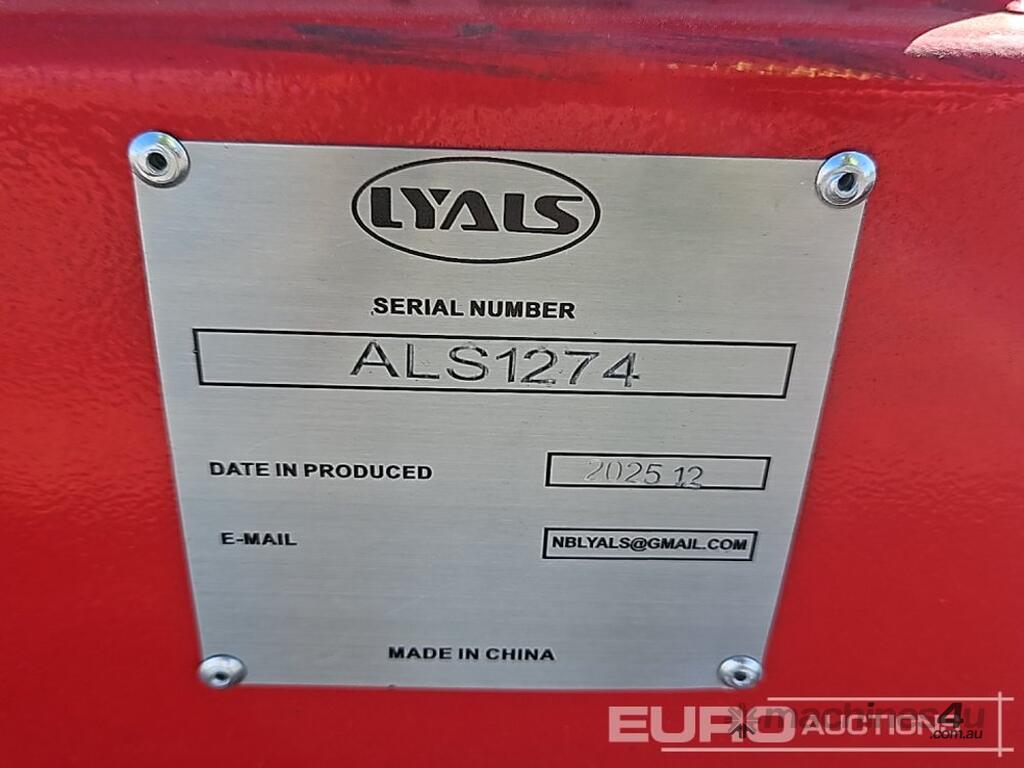 LYALS
SERIAL NUMBER
ALS1274
DATE IN PRODUCED 2025 12
E-MAIL NBLYALS@GMAIL.COM
MADE IN CHINA
EURO AUCTIONS
machines4u
.com.au